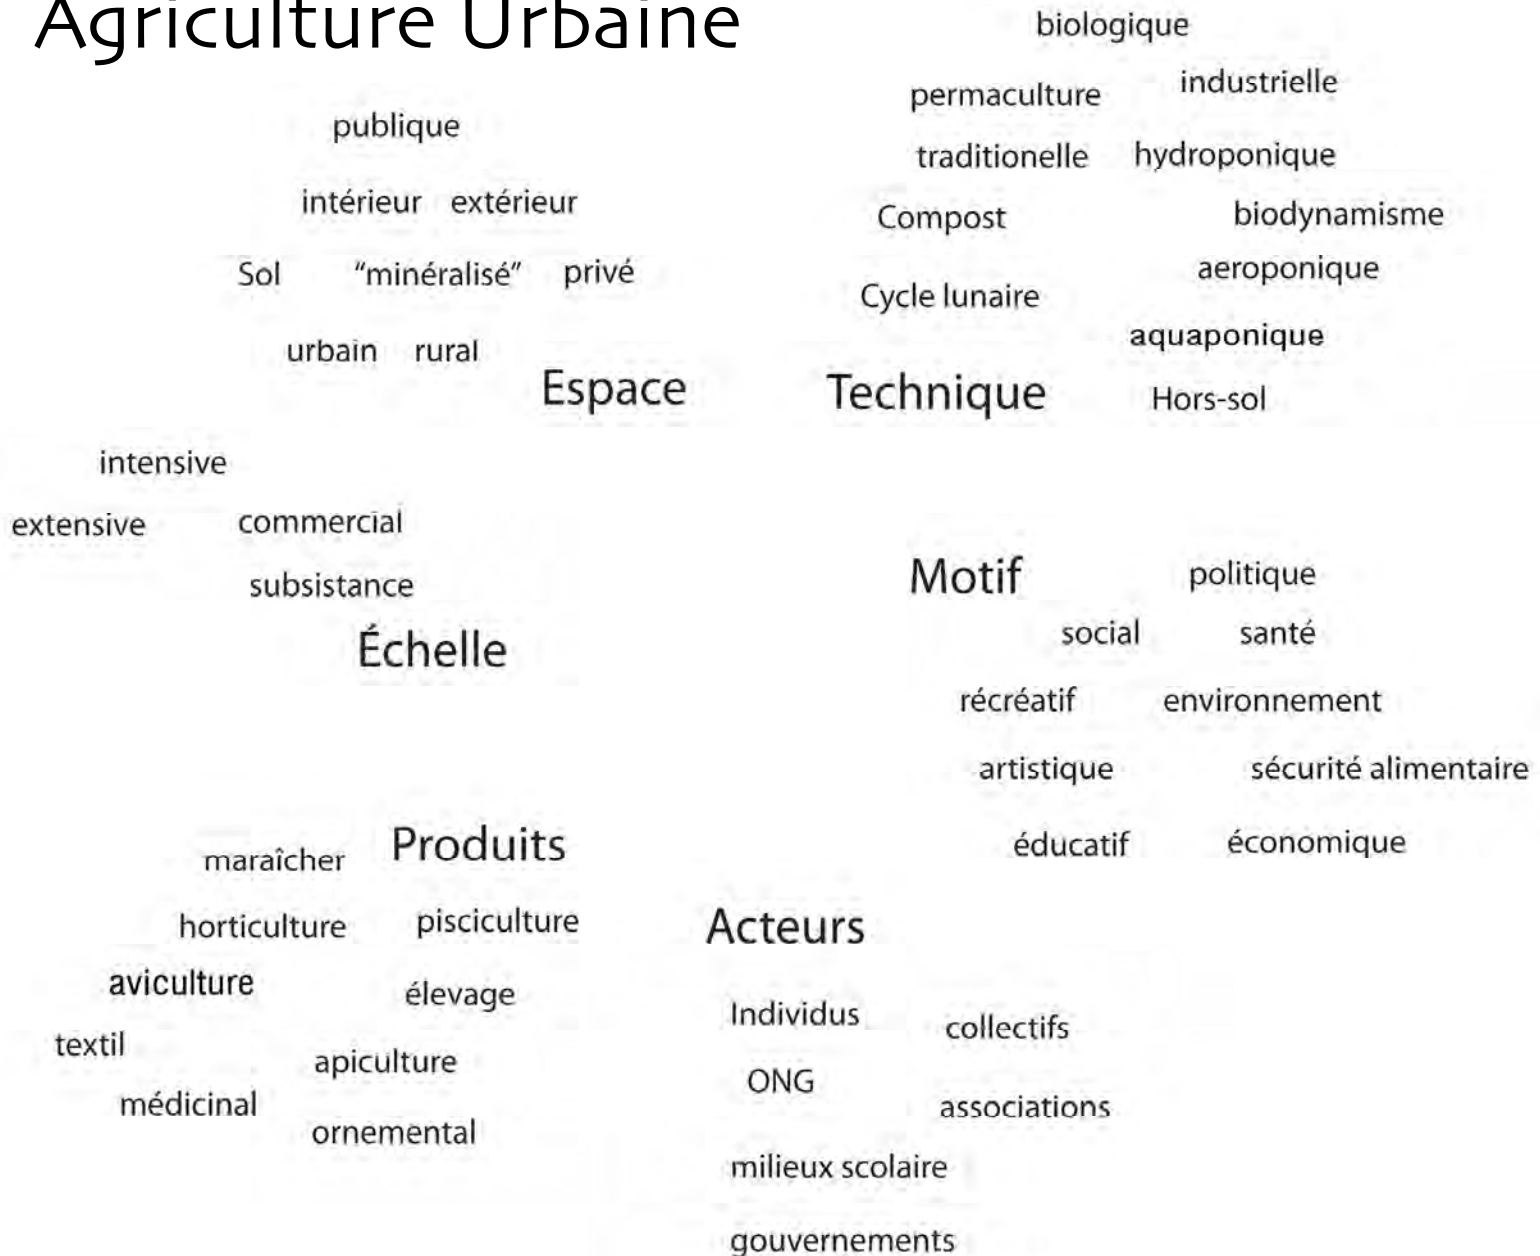 Agriculture Urbaine
publique
intérieur extérieur
Sol "minéralisé" privé
urbain rural
Espace
biologique
permaculture industrielle
traditionelle hydroponique
Compost biodynamisme
aeroponique
Cycle lunaire
aquaponique
Technique Hors-sol
intensive
extensive commercial
subsistance
Échelle
Motif politique
social santé
récréatif environnement
artistique sécurité alimentaire
éducatif économique
Produits
maraîcher
horticulture pisciculture
aviculture élevage
textil apiculture
médicinal
ornemental
Acteurs
Individus collectifs
ONG
associations
milieux scolaire
gouvernements